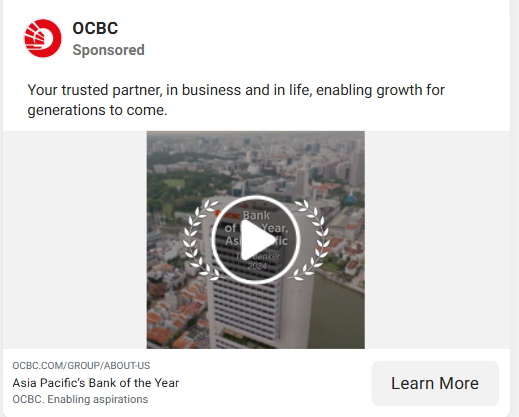 OCBC
Sponsored
Your trusted partner, in business and in life, enabling growth for
generations to come.
Bank
of the Year,
Asia Pacific
The Banker
2024
OCBC.COM/GROUP/ABOUT-US
Asia Pacific's Bank of the Year
OCBC. Enabling aspirations
Learn More